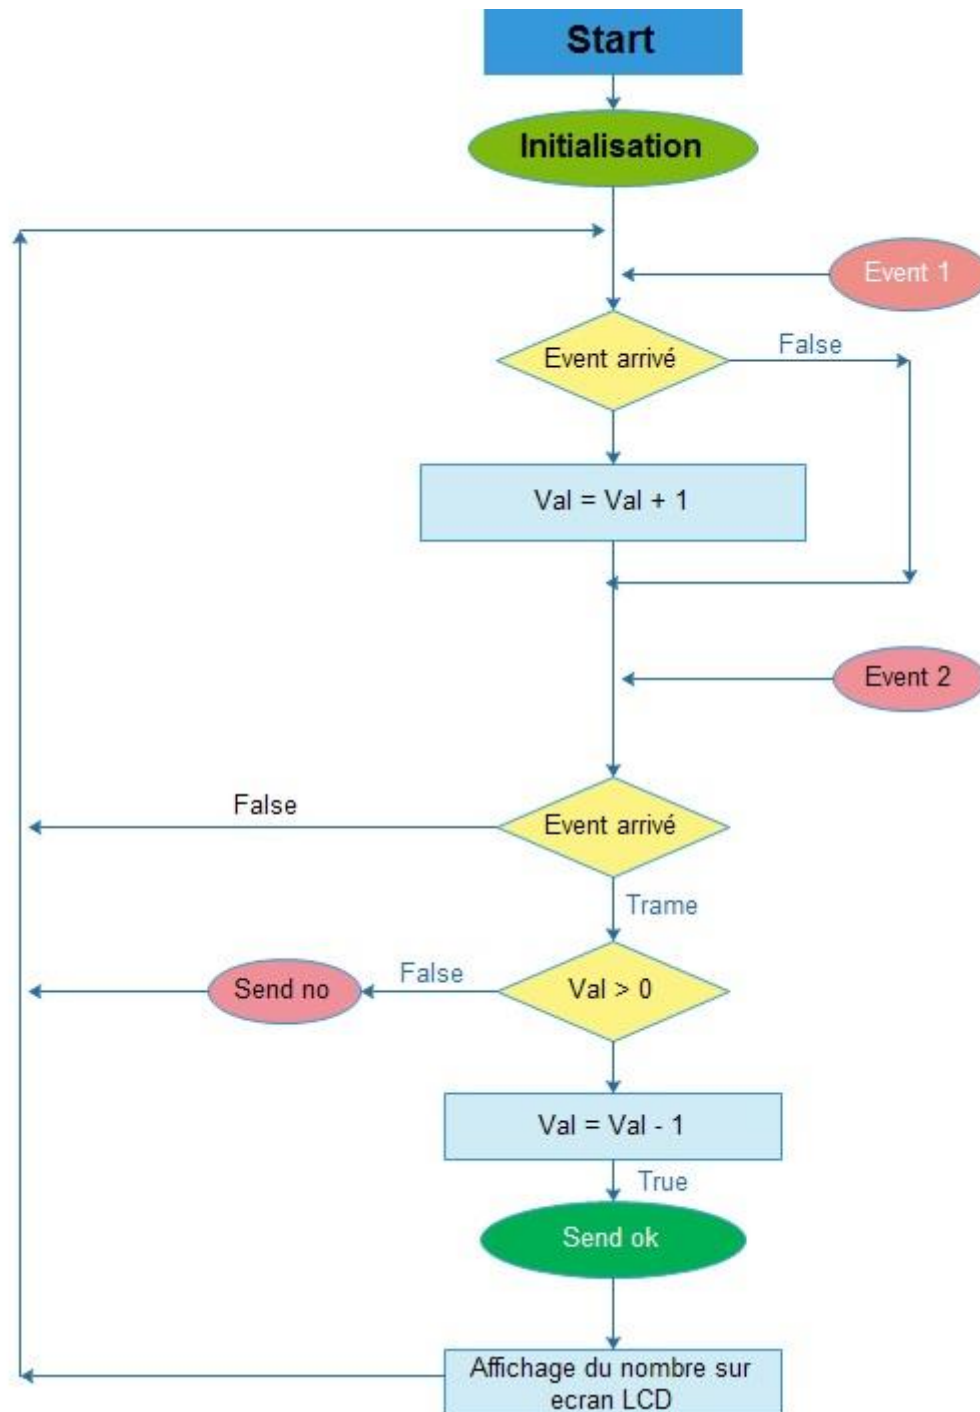 Start
Initialisation
Event 1
Event arrivé
False
Val = Val + 1
Event 2
Event arrivé
False
Trame
Val > 0
False
Send no
Val = Val - 1
True
Send ok
Affichage du nombre sur
ecran LCD